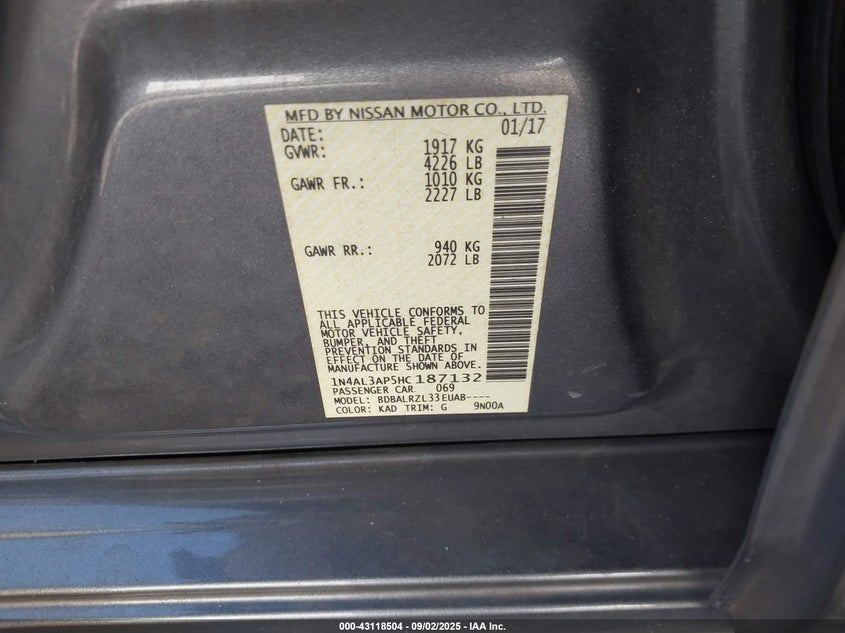 MFD BY NISSAN MOTOR CO., LTD.
DATE: 01/17
GVWR: 1917 KG
4226 LB
GAWR FR.: 1010 KG
2227 LB
GAWR RR.: 940 KG
2072 LB
THIS VEHICLE CONFORMS TO
ALL APPLICABLE FEDERAL
MOTOR VEHICLE SAFETY,
BUMPER, AND THEFT
PREVENTION STANDARDS IN
EFFECT ON THE DATE OF
MANUFACTURE SHOWN ABOVE.
1N4AL3AP5HC187132
PASSENGER CAR 069
MODEL: BDBALRZL33EUAB----
COLOR: KAD TRIM: G 9N00A
000-43118504 | 09/02/2025 - IAA Inc.